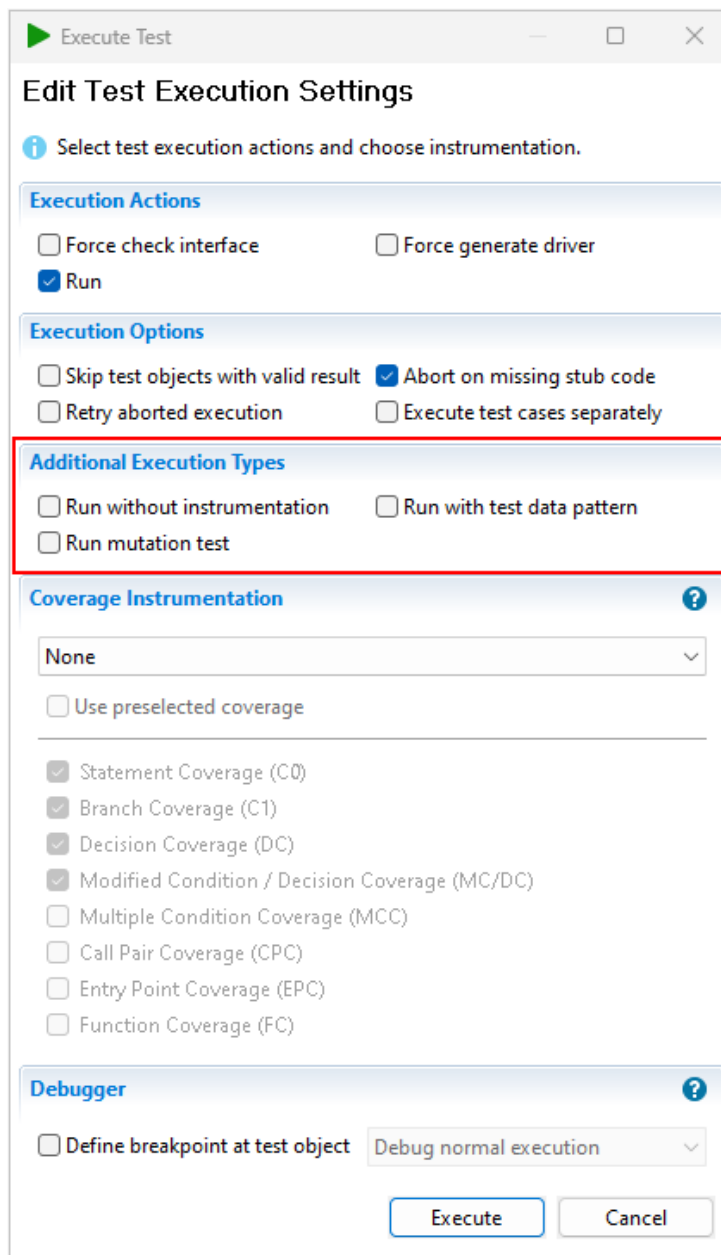 Execute Test
Edit Test Execution Settings
Select test execution actions and choose instrumentation.
Execution Actions
Force check interface Force generate driver
Run
Execution Options
Skip test objects with valid result Abort on missing stub code
Retry aborted execution Execute test cases separately
Additional Execution Types
Run without instrumentation Run with test data pattern
Run mutation test
Coverage Instrumentation ?
None
Use preselected coverage
Statement Coverage (C0)
Branch Coverage (C1)
Decision Coverage (DC)
Modified Condition / Decision Coverage (MC/DC)
Multiple Condition Coverage (MCC)
Call Pair Coverage (CPC)
Entry Point Coverage (EPC)
Function Coverage (FC)
Debugger ?
Define breakpoint at test object Debug normal execution
Execute Cancel